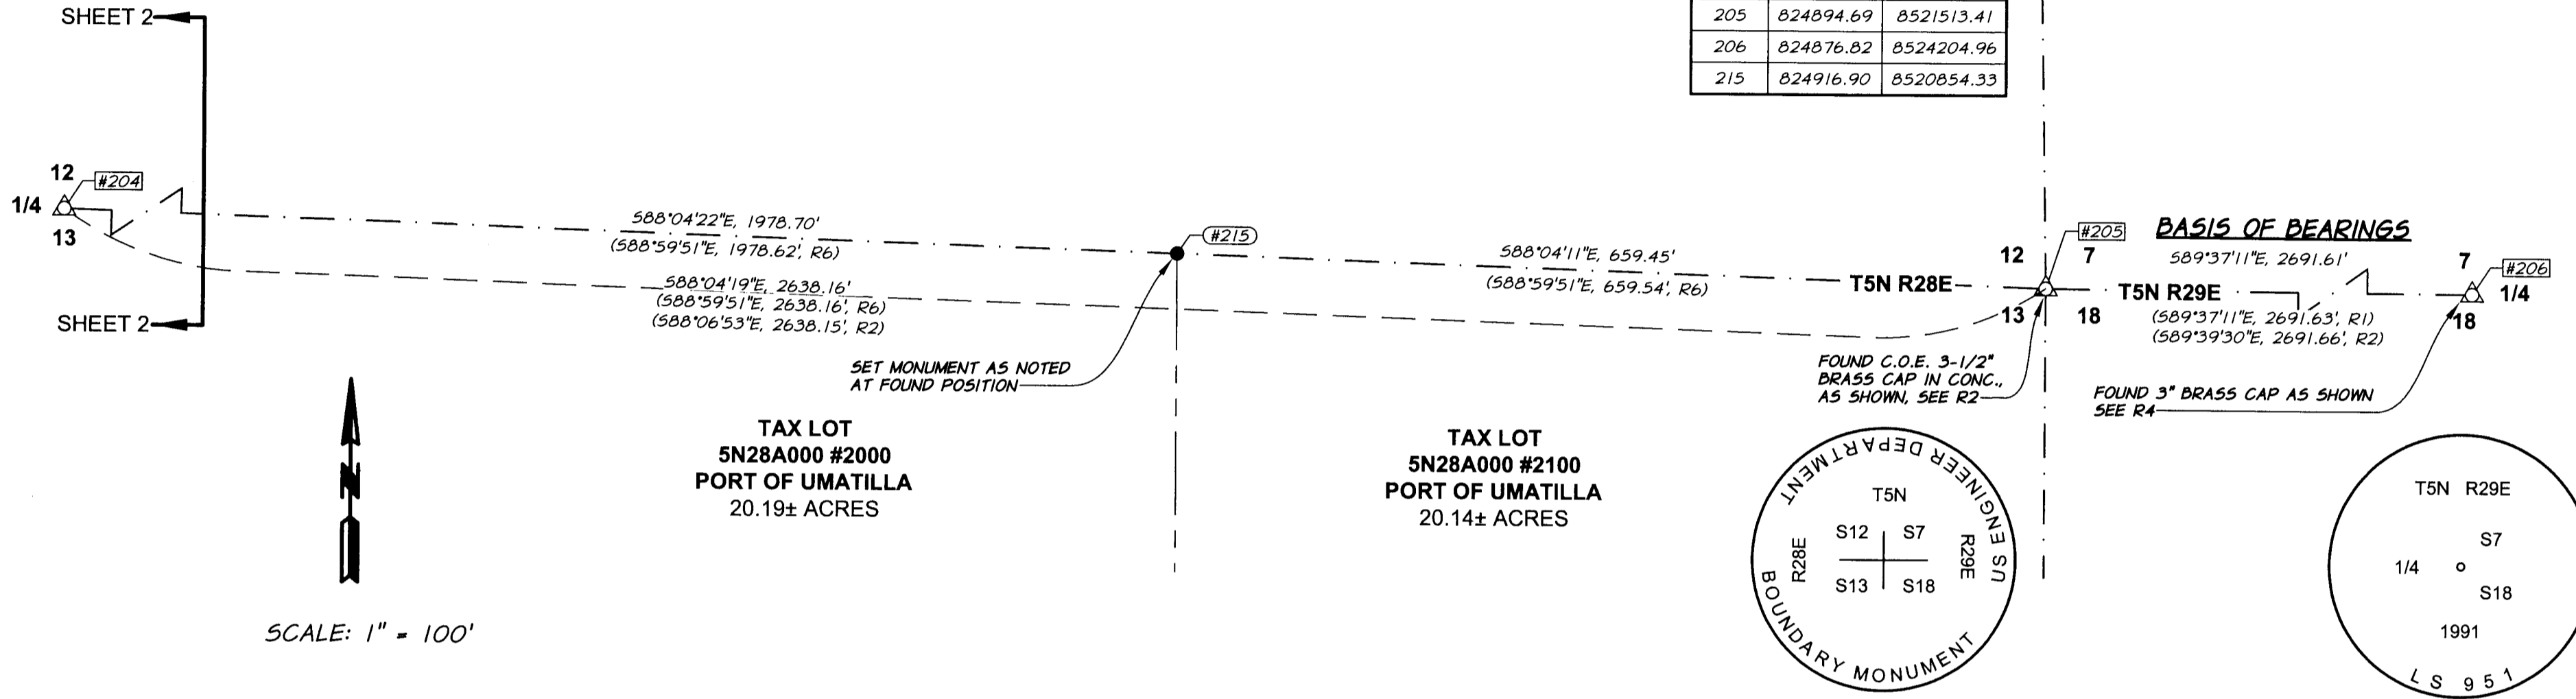 SHEET 2
205 824894.69 8521513.41
206 824876.82 8524204.96
215 824916.90 8520854.33
12
#204
1/4
13
SHEET 2
S88°04'22"E, 1978.70'
(S88°59'51"E, 1978.62', R6)
S88°04'19"E, 2638.16'
(S88°59'51"E, 2638.16', R6)
(S88°06'53"E, 2638.15', R2)
#215
S88°04'11"E, 659.45'
(S88°59'51"E, 659.54', R6)
T5N R28E
12
7
#205
13
18
BASIS OF BEARINGS
S89°37'11"E, 2691.61'
T5N R29E
(S89°37'11"E, 2691.63', R1)
(S89°39'30"E, 2691.66', R2)
7
#206
1/4
18
SET MONUMENT AS NOTED
AT FOUND POSITION
FOUND C.O.E. 3-1/2"
BRASS CAP IN CONC.,
AS SHOWN, SEE R2
FOUND 3" BRASS CAP AS SHOWN
SEE R4
TAX LOT
5N28A000 #2000
PORT OF UMATILLA
20.19± ACRES
TAX LOT
5N28A000 #2100
PORT OF UMATILLA
20.14± ACRES
N
SCALE: 1" = 100'
US ENGINEER DEPARTMENT
T5N
R28E
S12 S7
R29E
S13 S18
BOUNDARY MONUMENT
T5N R29E
S7
1/4
S18
1991
LS 951